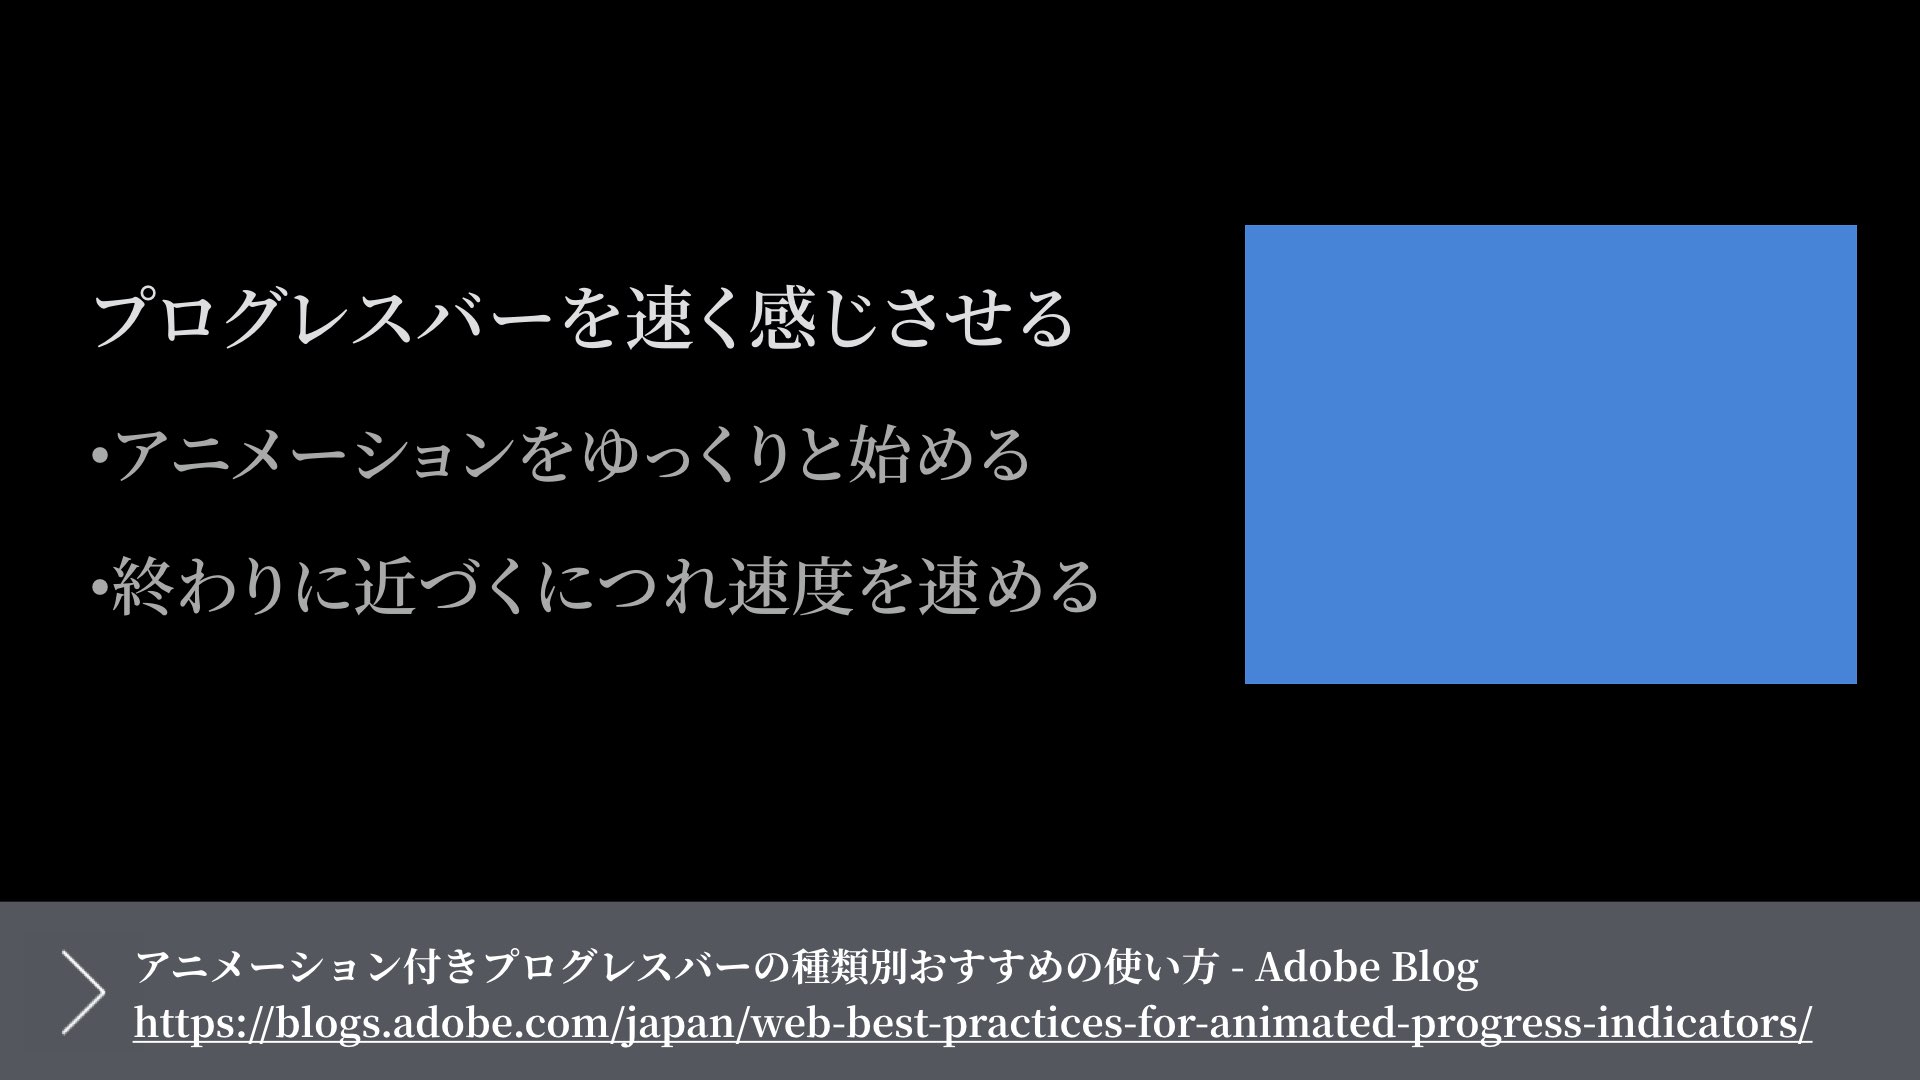 プログレスバーを速く感じさせる
•アニメーションをゆっくりと始める
•終わりに近づくにつれ速度を速める
アニメーション付きプログレスバーの種類別おすすめの使い方 - Adobe Blog
https://blogs.adobe.com/japan/web-best-practices-for-animated-progress-indicators/